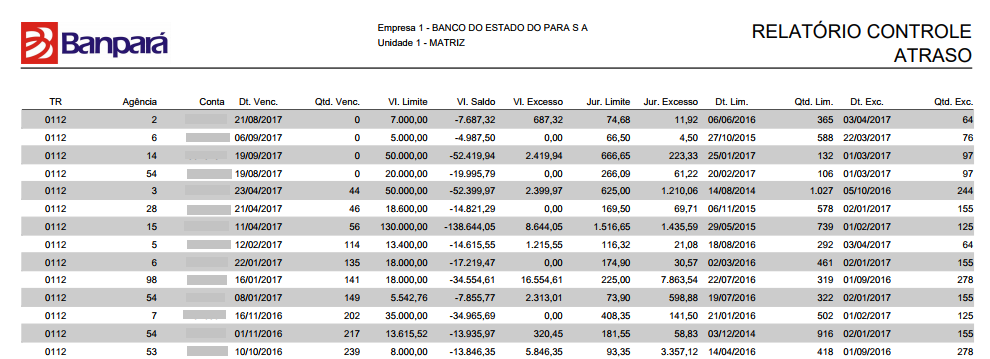 Banpará
Empresa 1 - BANCO DO ESTADO DO PARA S A
Unidade 1 - MATRIZ
RELATÓRIO CONTROLE
ATRASO
TR Agência Conta Dt. Venc. Qtd. Venc. Vl. Limite Vl. Saldo Vl. Excesso Jur. Limite Jur. Excesso Dt. Lim. Qtd. Lim. Dt. Exc. Qtd. Exc.
0112 2 21/08/2017 0 7.000,00 -7.687,32 687,32 74,68 11,92 06/06/2016 365 03/04/2017 64
0112 6 06/09/2017 0 5.000,00 -4.987,50 0,00 66,50 4,50 27/10/2015 588 22/03/2017 76
0112 14 19/09/2017 0 50.000,00 -52.419,94 2.419,94 666,65 223,33 25/01/2017 132 01/03/2017 97
0112 54 19/08/2017 0 20.000,00 -19.995,79 0,00 266,09 61,22 20/02/2017 106 01/03/2017 97
0112 3 23/04/2017 44 50.000,00 -52.399,97 2.399,97 625,00 1.210,06 14/08/2014 1.027 05/10/2016 244
0112 28 21/04/2017 46 18.600,00 -14.821,29 0,00 169,50 69,71 06/11/2015 578 02/01/2017 155
0112 15 11/04/2017 56 130.000,00 -138.644,05 8.644,05 1.516,65 1.435,59 29/05/2015 739 01/02/2017 125
0112 5 12/02/2017 114 13.400,00 -14.615,55 1.215,55 116,32 21,08 18/08/2016 292 03/04/2017 64
0112 6 22/01/2017 135 18.000,00 -17.219,47 0,00 174,90 30,57 02/03/2016 461 02/01/2017 155
0112 98 16/01/2017 141 18.000,00 -34.554,61 16.554,61 225,00 7.863,54 22/07/2016 319 01/09/2016 278
0112 54 08/01/2017 149 5.542,76 -7.855,77 2.313,01 73,90 598,88 19/07/2016 322 02/01/2017 155
0112 7 16/11/2016 202 35.000,00 -34.965,69 0,00 408,35 141,50 21/01/2016 502 01/02/2017 125
0112 54 01/11/2016 217 13.615,52 -13.935,97 320,45 181,55 58,83 03/12/2014 916 02/01/2017 155
0112 53 10/10/2016 239 8.000,00 -13.846,35 5.846,35 93,35 3.357,12 14/04/2016 418 01/09/2016 278